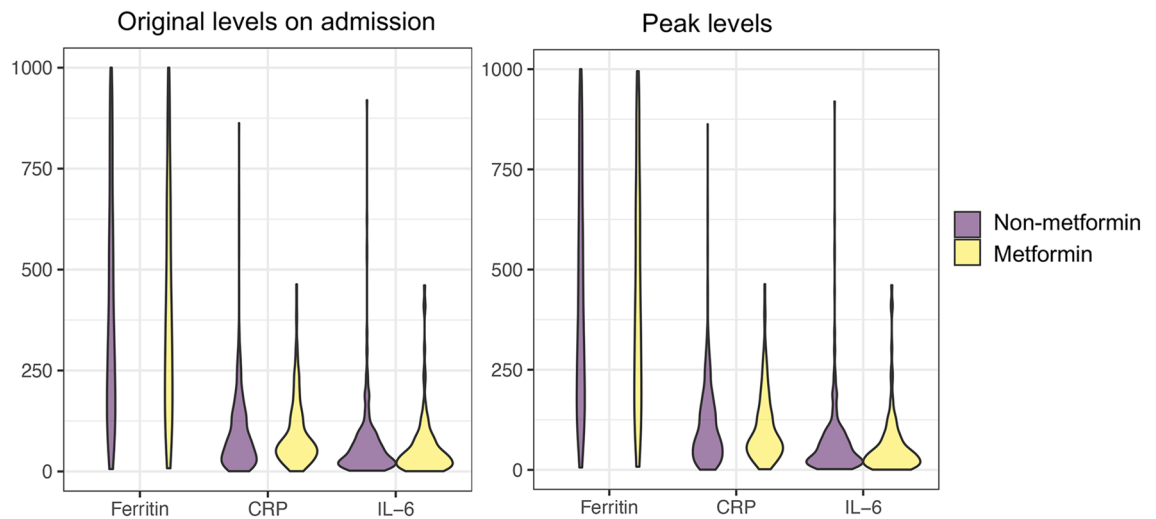 Original levels on admission
1000
750
500
250
0
Ferritin CRP IL−6
Peak levels
1000
750
500
250
0
Ferritin CRP IL−6
Non-metformin
Metformin